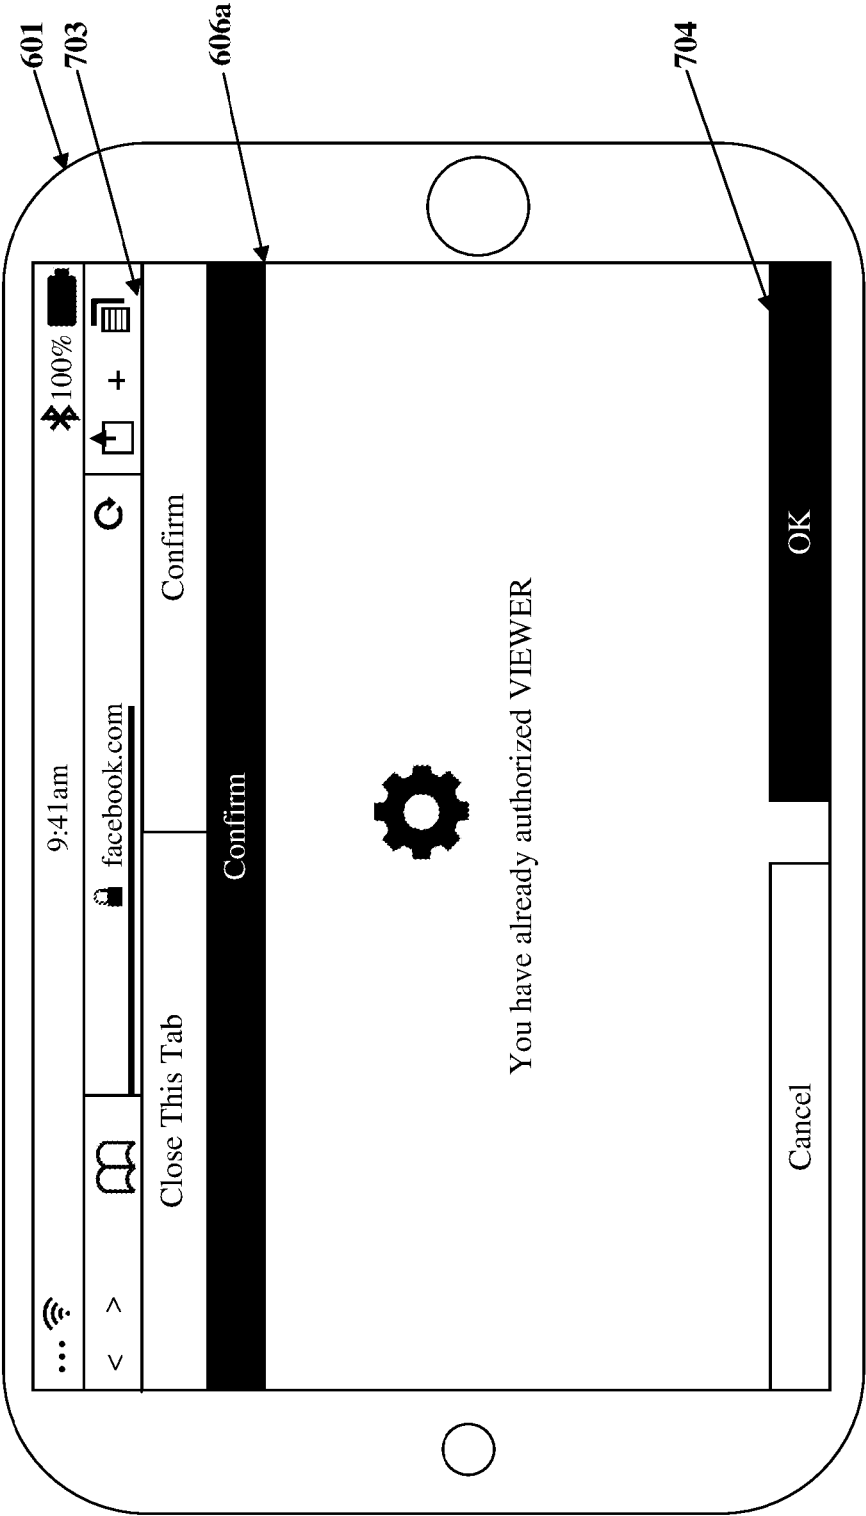 601
703
606a
704
9:41am
100%
< >
facebook.com
+
Close This Tab
Confirm
Confirm
You have already authorized VIEWER
Cancel
OK